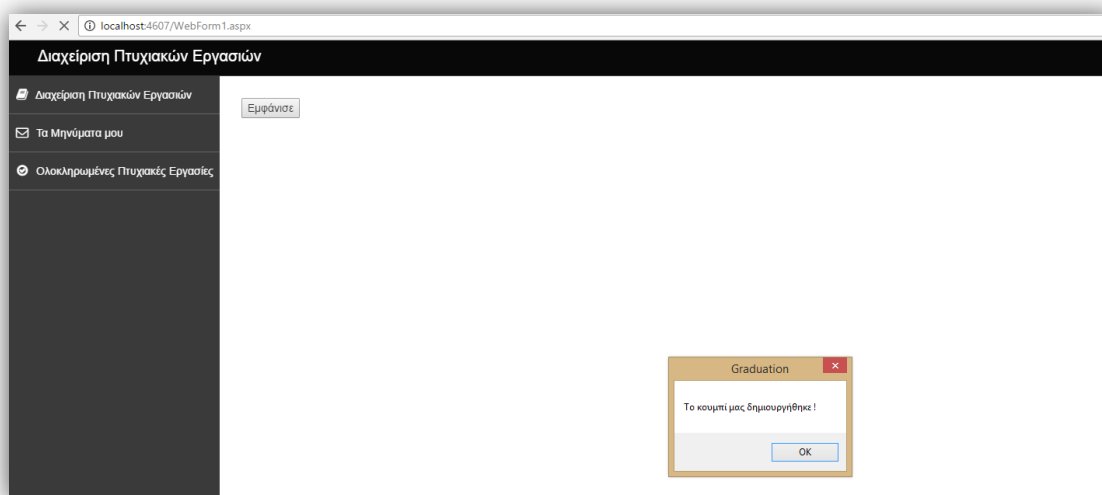 localhost:4607/WebForm1.aspx
Διαχείριση Πτυχιακών Εργασιών
Διαχείριση Πτυχιακών Εργασιών
Εμφάνισε
Τα Μηνύματα μου
Ολοκληρωμένες Πτυχιακές Εργασίες
Graduation
Το κουμπί μας δημιουργήθηκε !
OK